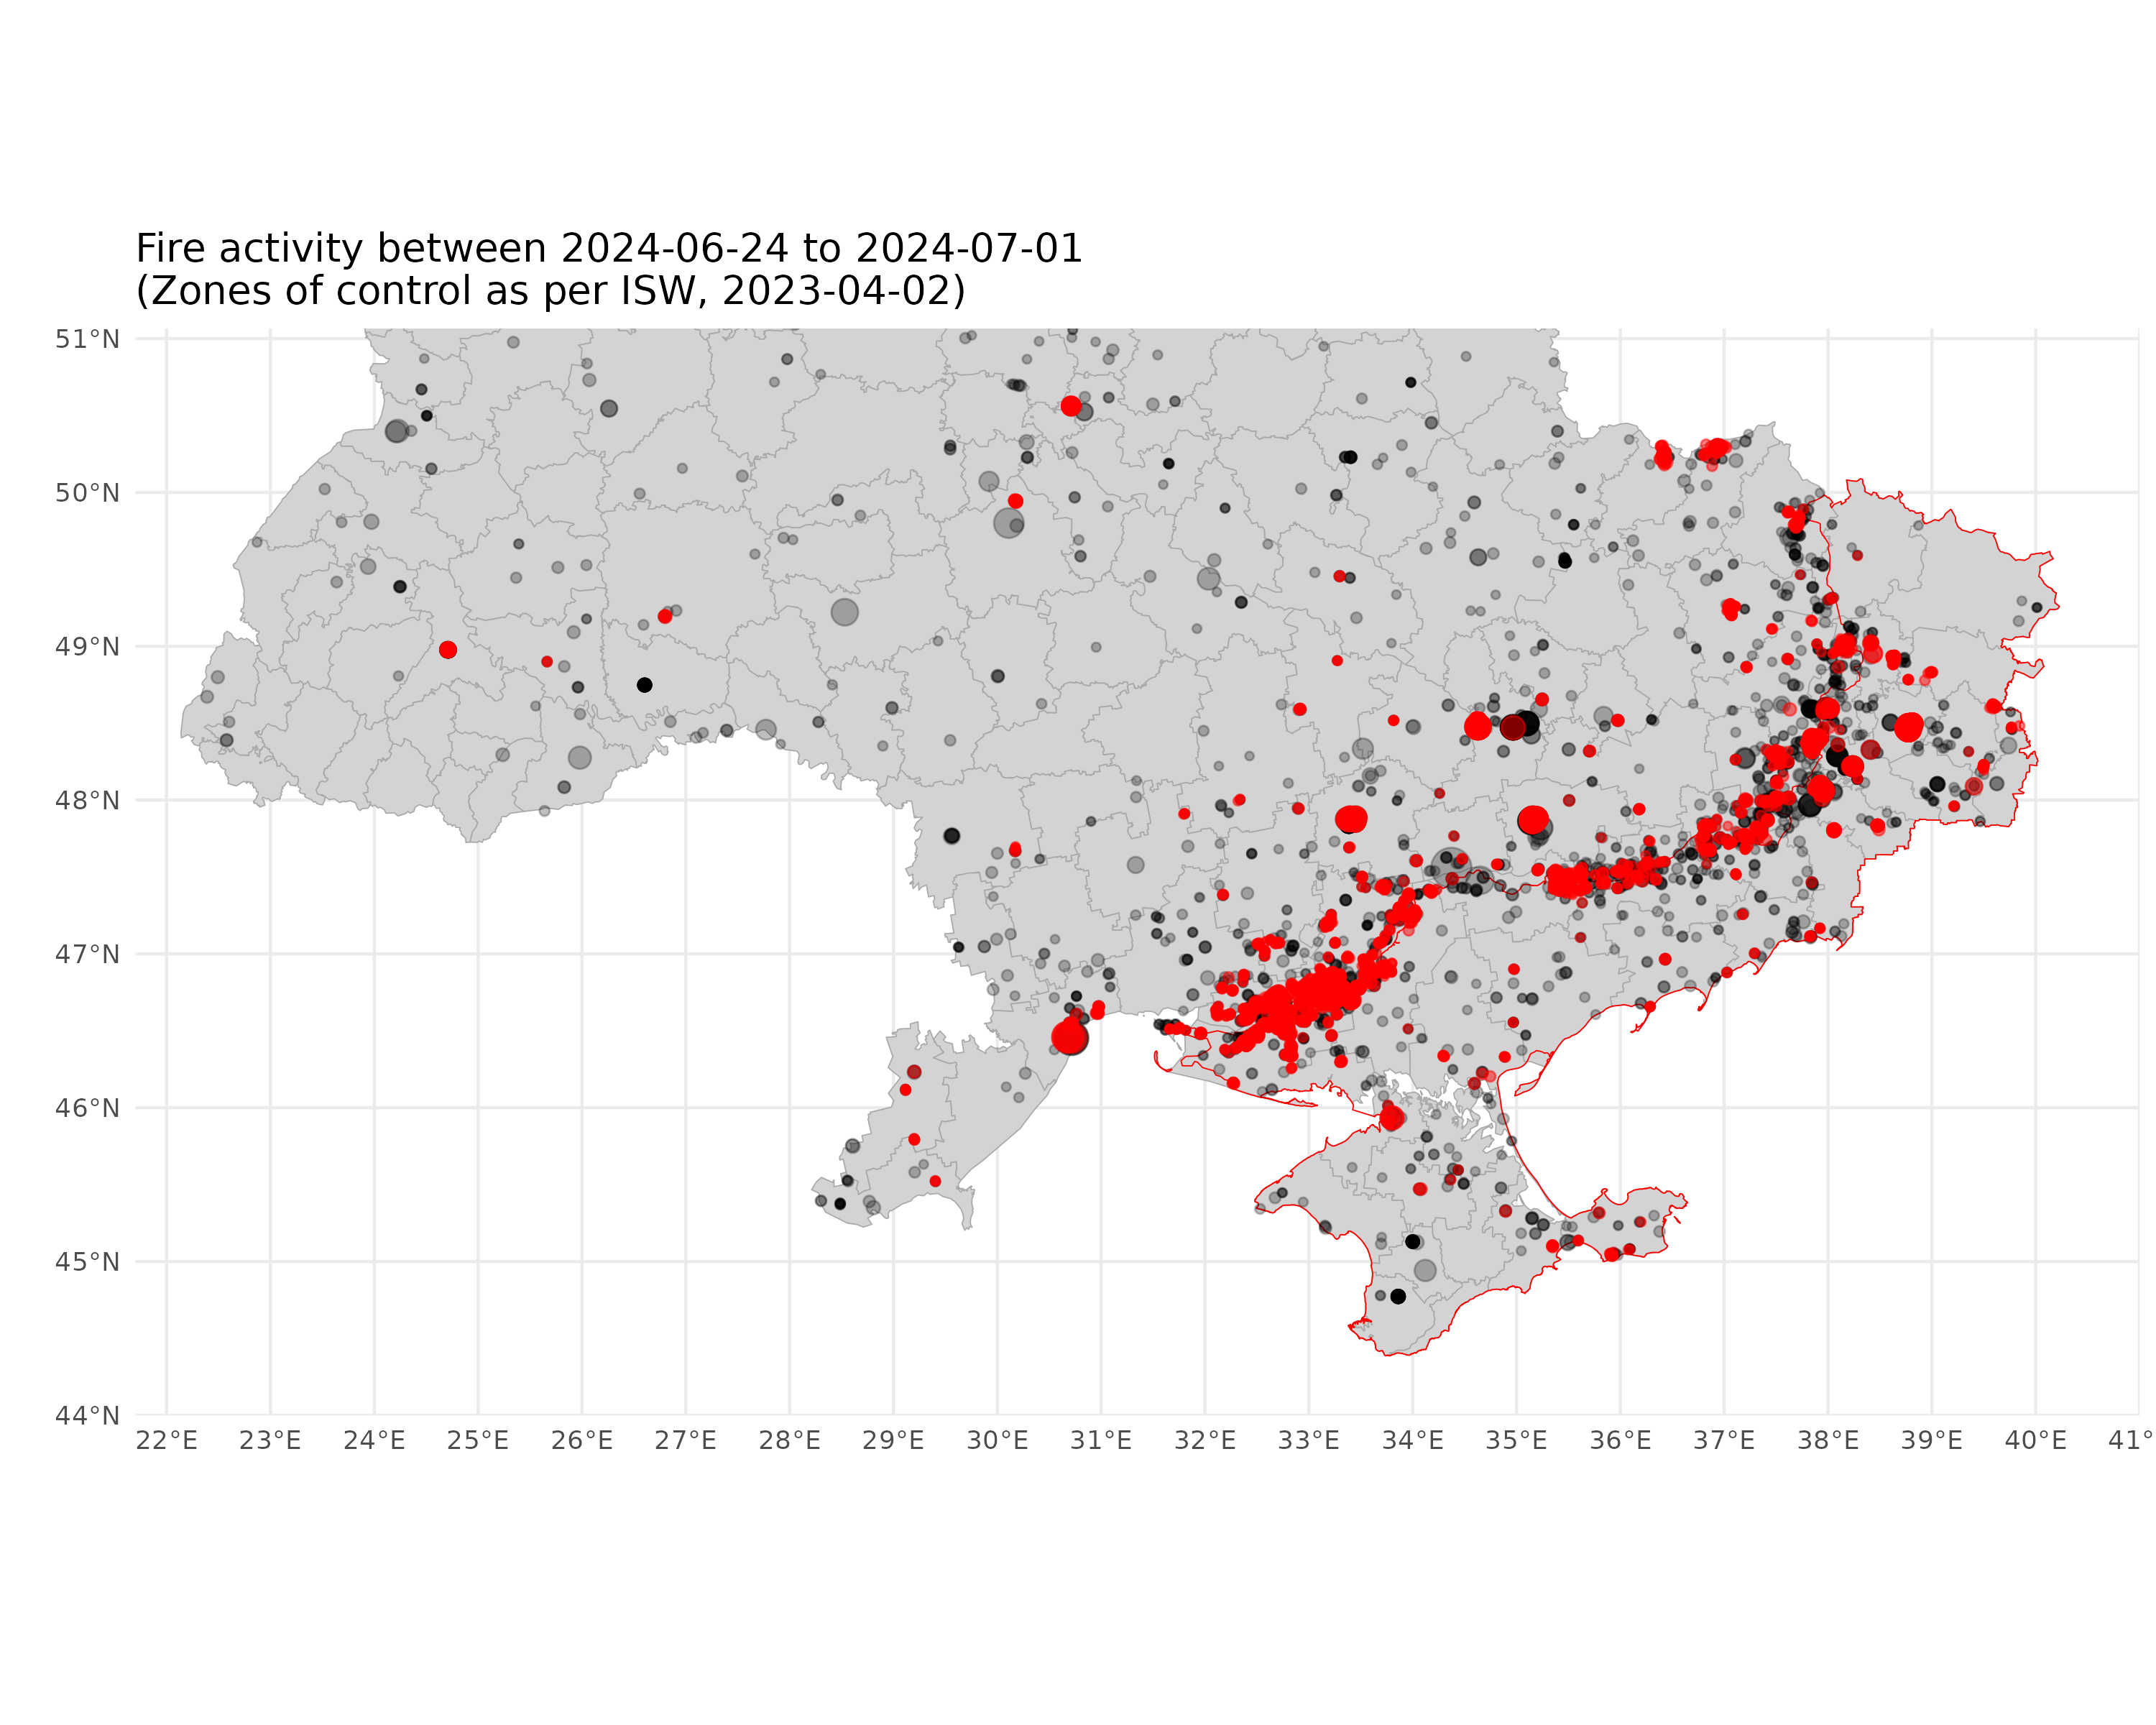 Fire activity between 2024-06-24 to 2024-07-01
(Zones of control as per ISW, 2023-04-02)
51°N
50°N
49°N
48°N
47°N
46°N
45°N
44°N
22°E 23°E 24°E 25°E 26°E 27°E 28°E 29°E 30°E 31°E 32°E 33°E 34°E 35°E 36°E 37°E 38°E 39°E 40°E 41°